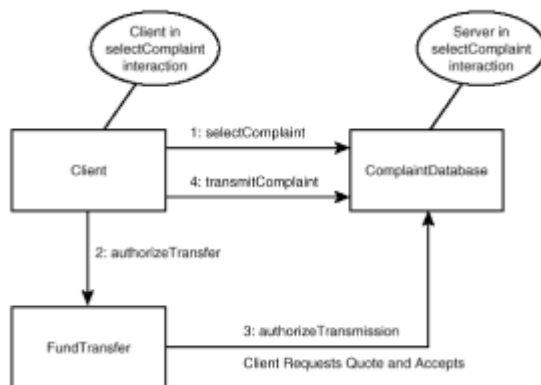 Client in
selectComplaint
interaction
Server in
selectComplaint
interaction
1: selectComplaint
Client
ComplaintDatabase
4: transmitComplaint
2: authorizeTransfer
3: authorizeTransmission
FundTransfer
Client Requests Quote and Accepts